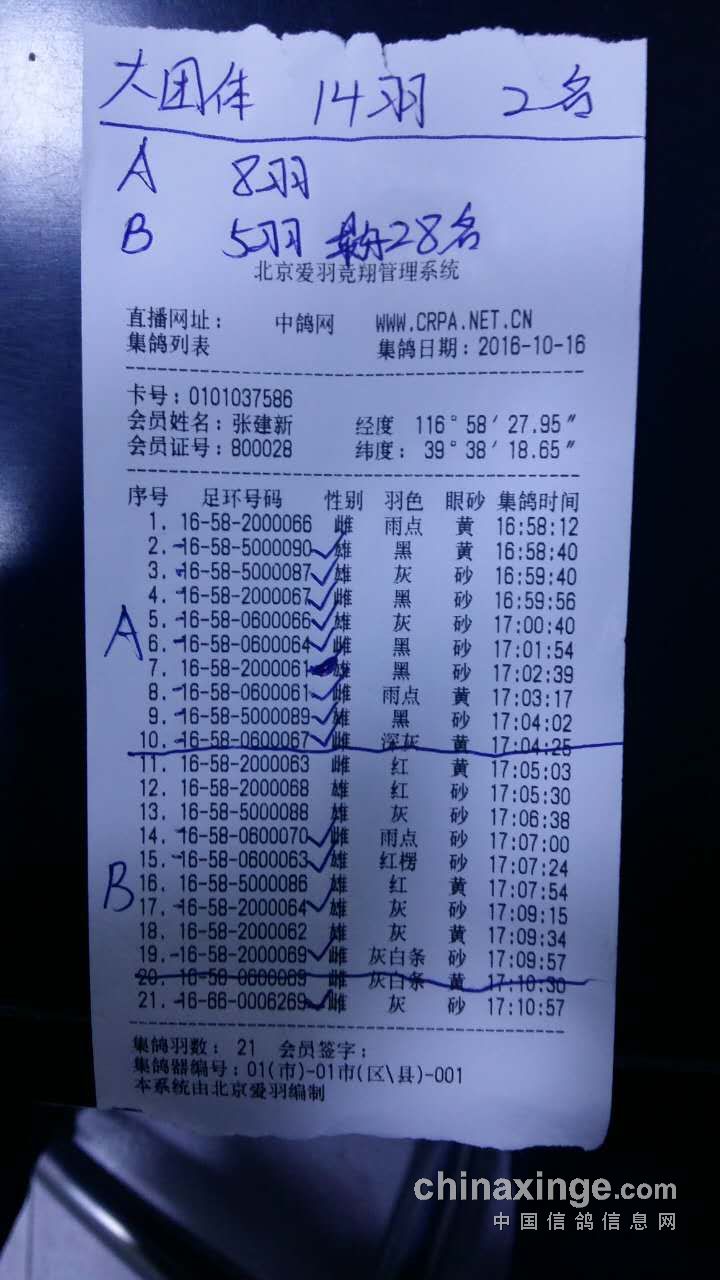 大团体 14羽 2名
A 8羽
B 5羽 28名
北京爱羽竞翔管理系统
直播网址: 中鸽网 WWW.CRPA.NET.CN
集鸽列表 集鸽日期:2016-10-16
卡号:0101037586
会员姓名:张建新 经度 116°58′27.95″
会员证号:800028 纬度: 39°38′18.65″
序号 足环号码 性别 羽色 眼砂 集鸽时间
1. 16-58-2000066 雌 雨点 黄 16:58:12
2. 16-58-5000090 雄 黑 黄 16:58:40
3. 16-58-5000087 雄 灰 砂 16:59:40
4. 16-58-2000067 雌 黑 砂 16:59:56
5. 16-58-0600066 雄 灰 砂 17:00:40
A
6. 16-58-0600064 雌 黑 砂 17:01:54
7. 16-58-2000061 雄 黑 砂 17:02:39
8. 16-58-0600061 雌 雨点 黄 17:03:17
9. 16-58-5000089 雄 黑 砂 17:04:02
10. 16-58-0600067 雌 深灰 黄 17:04:25
11. 16-58-2000063 雌 红 黄 17:05:03
12. 16-58-2000068 雄 红 砂 17:05:30
13. 16-58-5000088 雄 灰 砂 17:06:38
14. 16-58-0600070 雌 雨点 砂 17:07:00
15. 16-58-0600063 雄 红楞 砂 17:07:24
B
16. 16-58-5000086 雄 红 黄 17:07:54
17. 16-58-2000064 雄 灰 砂 17:09:15
18. 16-58-2000062 雄 灰 黄 17:09:34
19. 16-58-2000069 雌 灰白条 砂 17:09:57
20. 16-58-0600069 雌 灰白条 黄 17:10:30
21. 16-66-0006269 雌 灰 砂 17:10:57
集鸽羽数: 21 会员签字:
集鸽器编号:01(市)-01市(区\县)-001
本系统由北京爱羽编制
chinaxinge.com
中国信鸽信息网